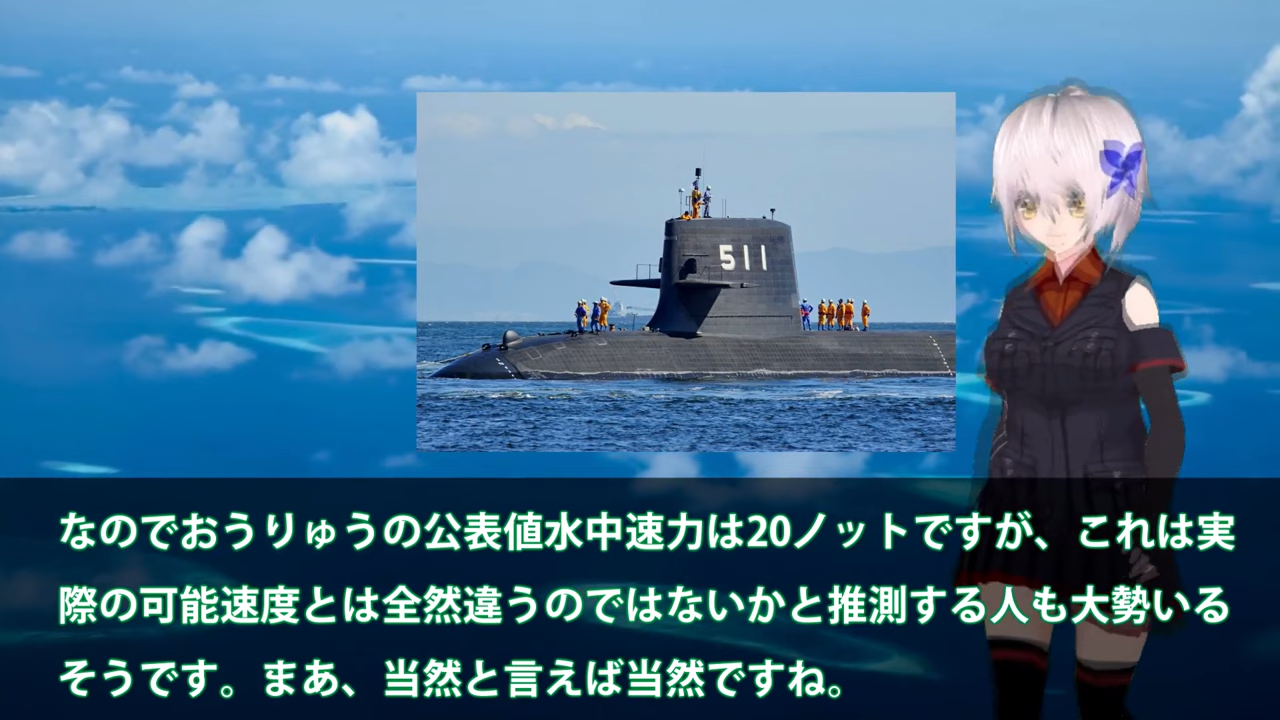 511
なのでおうりゅうの公表値水中速力は20ノットですが、これは実
際の可能速度とは全然違うのではないかと推測する人も大勢いる
そうです。まあ、当然と言えば当然ですね。